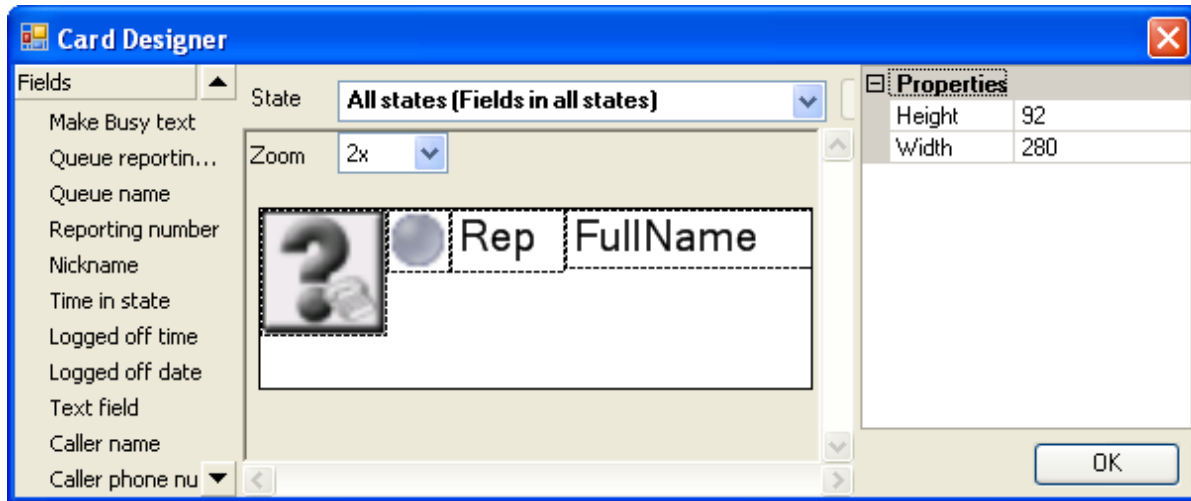 Card Designer
Fields
Make Busy text
Queue reportin...
Queue name
Reporting number
Nickname
Time in state
Logged off time
Logged off date
Text field
Caller name
Caller phone nu
State
All states (Fields in all states)
Zoom
2x
Rep
FullName
Properties
Height 92
Width 280
OK